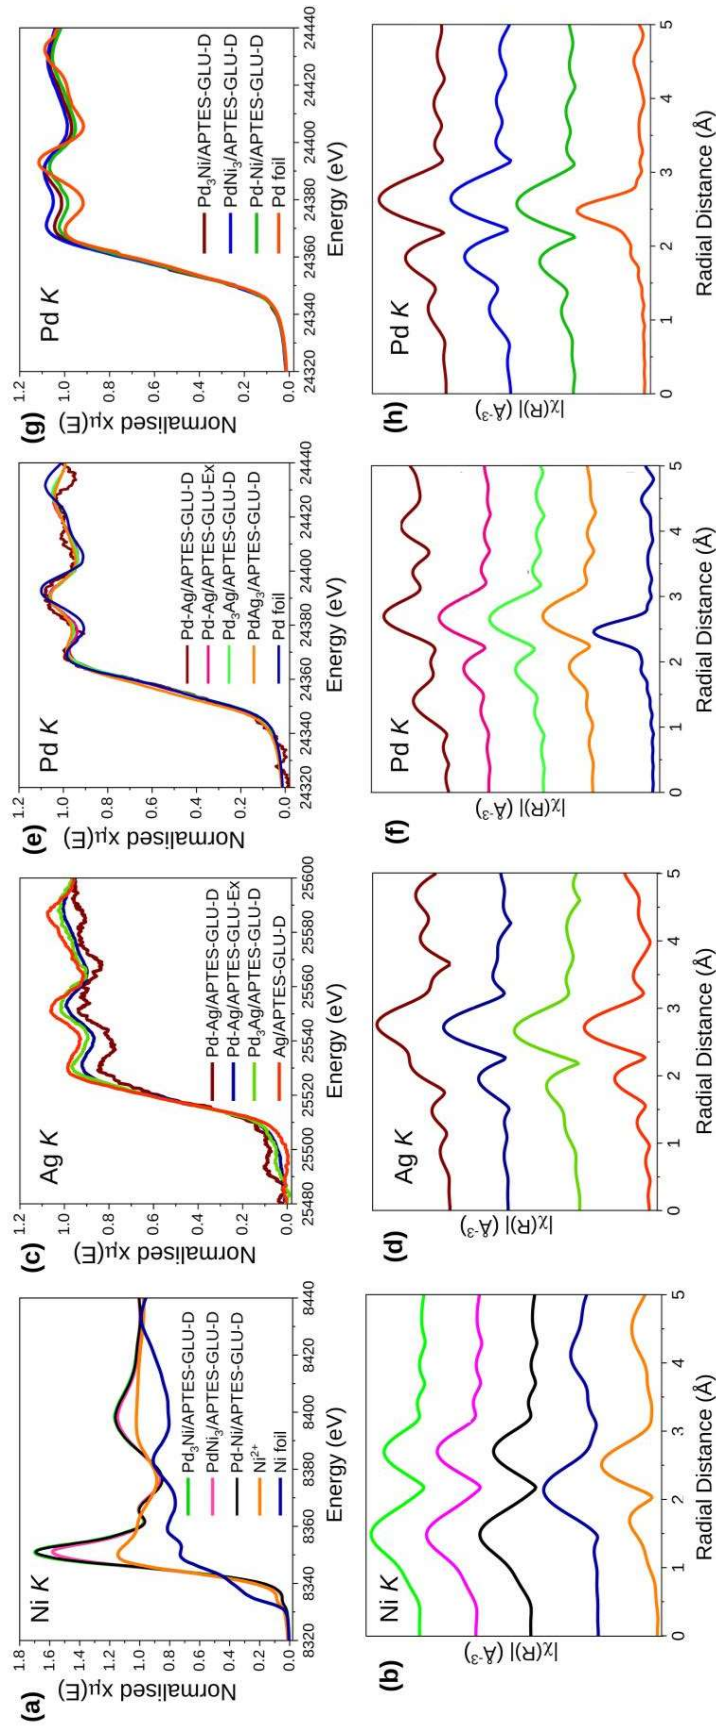 (a)
Ni K
Normalised xμ(E)
1.8
1.6
1.4
1.2
1.0
0.8
0.6
0.4
0.2
0.0
8320 8340 8360 8380 8400 8420 8440
Energy (eV)
Pd₃Ni/APTES-GLU-D
PdNi₃/APTES-GLU-D
Pd-Ni/APTES-GLU-D
Ni²⁺
Ni foil
(c)
Ag K
Normalised xμ(E)
1.2
1.0
0.8
0.6
0.4
0.2
0.0
25480 25500 25520 25540 25560 25580 25600
Energy (eV)
Pd-Ag/APTES-GLU-D
Pd-Ag/APTES-GLU-Ex
Pd₃Ag/APTES-GLU-D
Ag/APTES-GLU-D
(e)
Pd K
Normalised xμ(E)
1.2
1.0
0.8
0.6
0.4
0.2
0.0
24320 24340 24360 24380 24400 24420 24440
Energy (eV)
Pd-Ag/APTES-GLU-D
Pd-Ag/APTES-GLU-Ex
Pd₃Ag/APTES-GLU-D
PdAg₃/APTES-GLU-D
Pd foil
(g)
Pd K
Normalised xμ(E)
1.2
1.0
0.8
0.6
0.4
0.2
0.0
24320 24340 24360 24380 24400 24420 24440
Energy (eV)
Pd₃Ni/APTES-GLU-D
PdNi₃/APTES-GLU-D
Pd-Ni/APTES-GLU-D
Pd foil
(b)
Ni K
|χ(R)| (Å⁻³)
0 1 2 3 4 5
Radial Distance (Å)
(d)
Ag K
|χ(R)| (Å⁻³)
0 1 2 3 4 5
Radial Distance (Å)
(f)
Pd K
|χ(R)| (Å⁻³)
0 1 2 3 4 5
Radial Distance (Å)
(h)
Pd K
|χ(R)| (Å⁻³)
0 1 2 3 4 5
Radial Distance (Å)